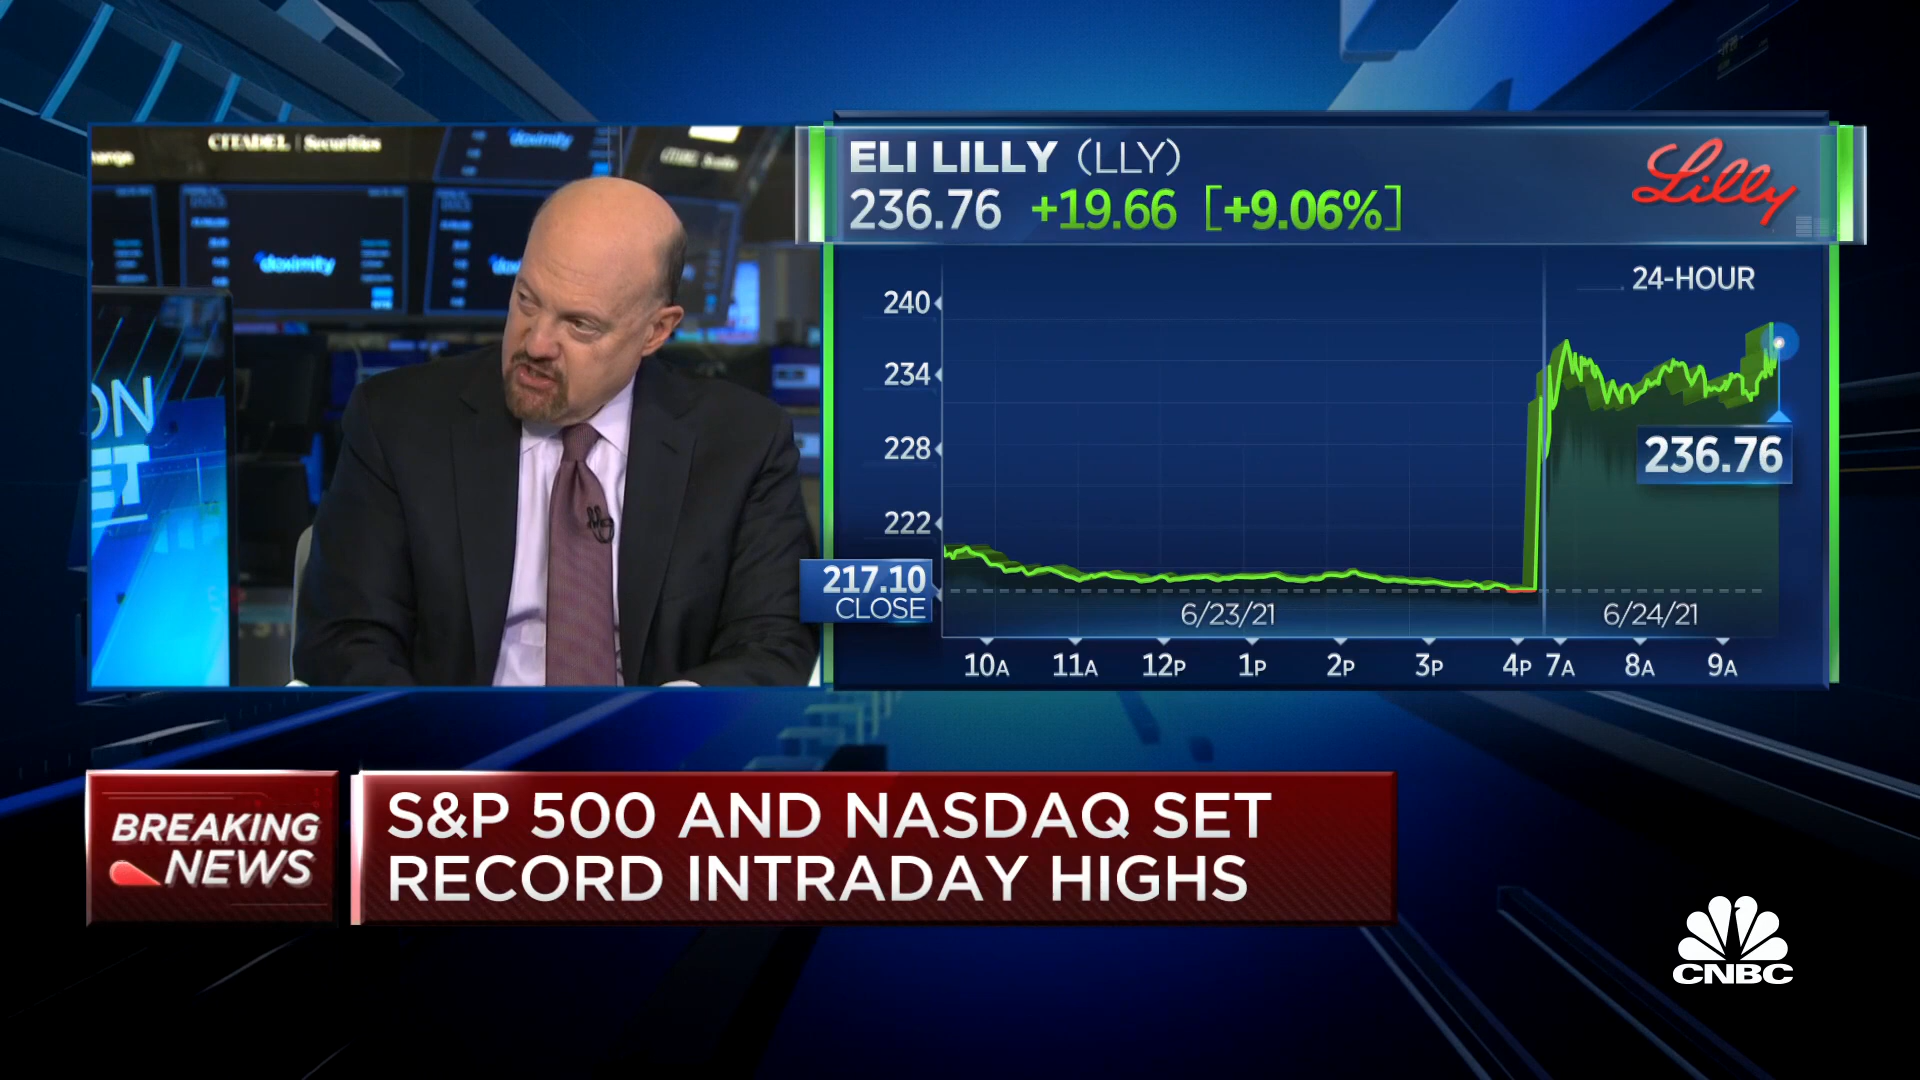 CITADEL | Securities
doximity
doximity
ELI LILLY (LLY)
236.76 +19.66 [+9.06%]
Lilly
24-HOUR
240
234
228
222
236.76
217.10
CLOSE
6/23/21
6/24/21
10A 11A 12P 1P 2P 3P 4P 7A 8A 9A
BREAKING
NEWS
S&P 500 AND NASDAQ SET
RECORD INTRADAY HIGHS
CNBC